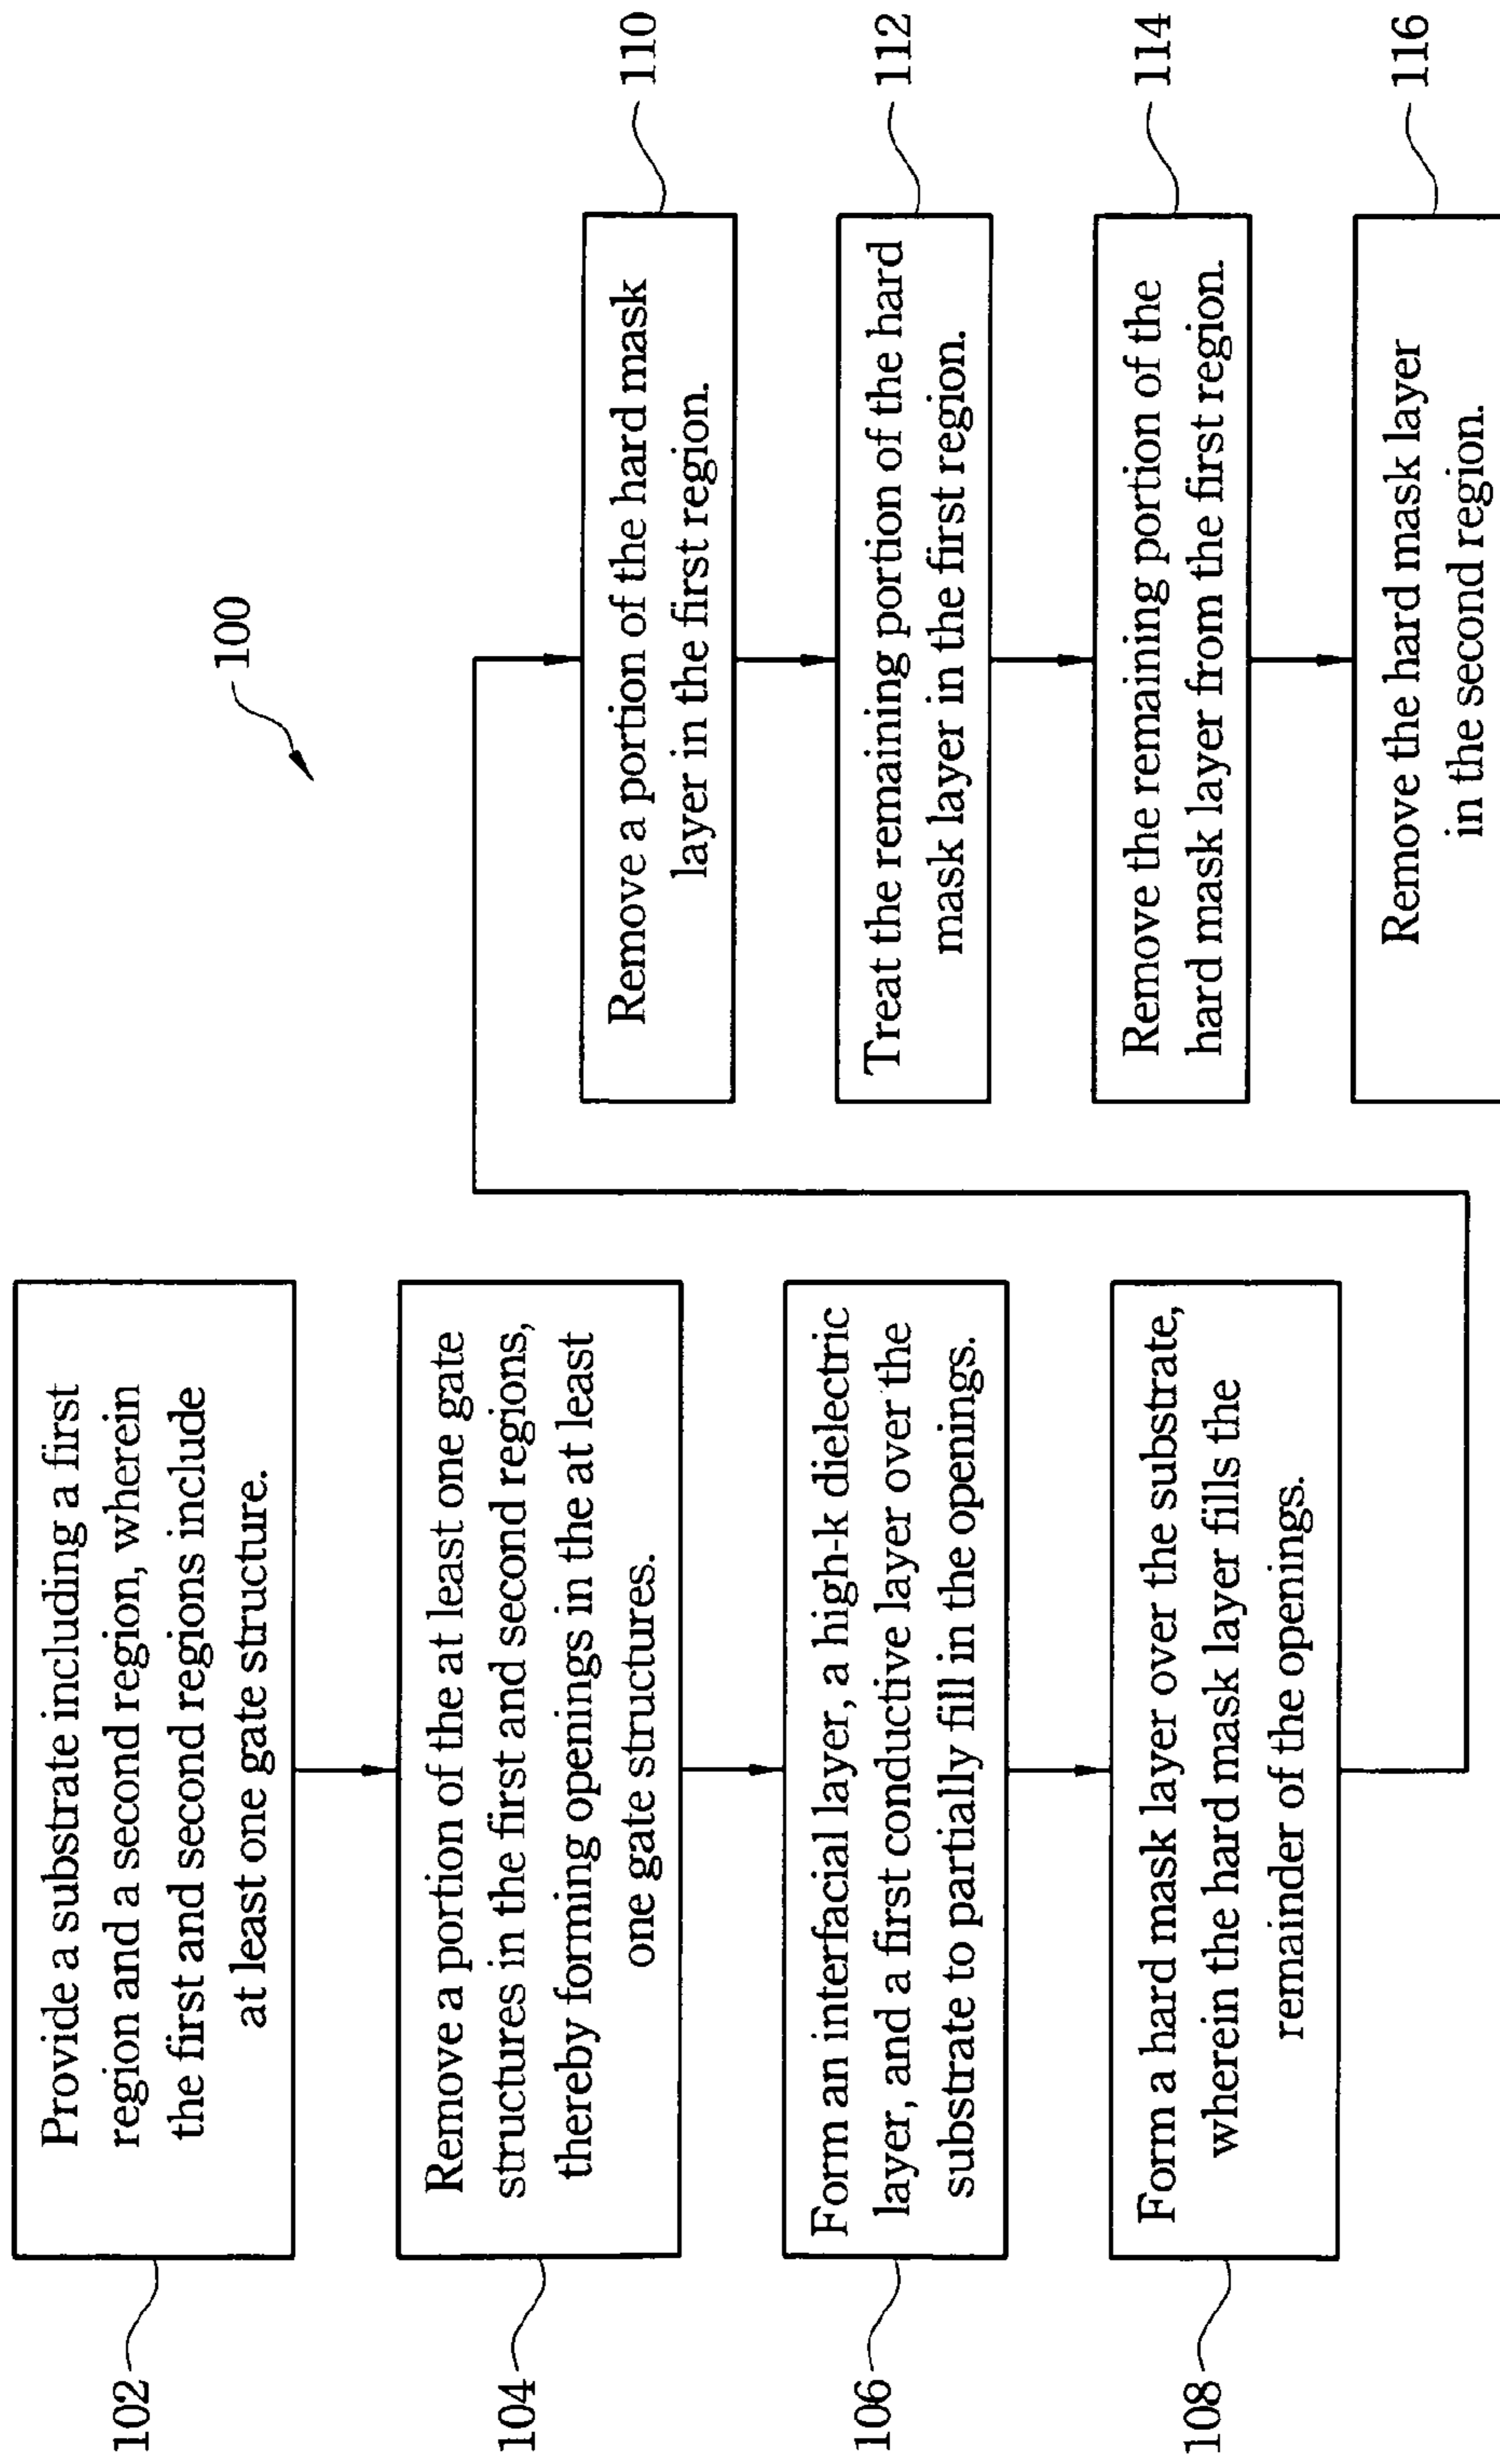 100
102
Provide a substrate including a first
region and a second region, wherein
the first and second regions include
at least one gate structure.
104
Remove a portion of the at least one gate
structures in the first and second regions,
thereby forming openings in the at least
one gate structures.
106
Form an interfacial layer, a high-k dielectric
layer, and a first conductive layer over the
substrate to partially fill in the openings.
108
Form a hard mask layer over the substrate,
wherein the hard mask layer fills the
remainder of the openings.
Remove a portion of the hard mask
layer in the first region.
110
Treat the remaining portion of the hard
mask layer in the first region.
112
Remove the remaining portion of the
hard mask layer from the first region.
114
Remove the hard mask layer
in the second region.
116